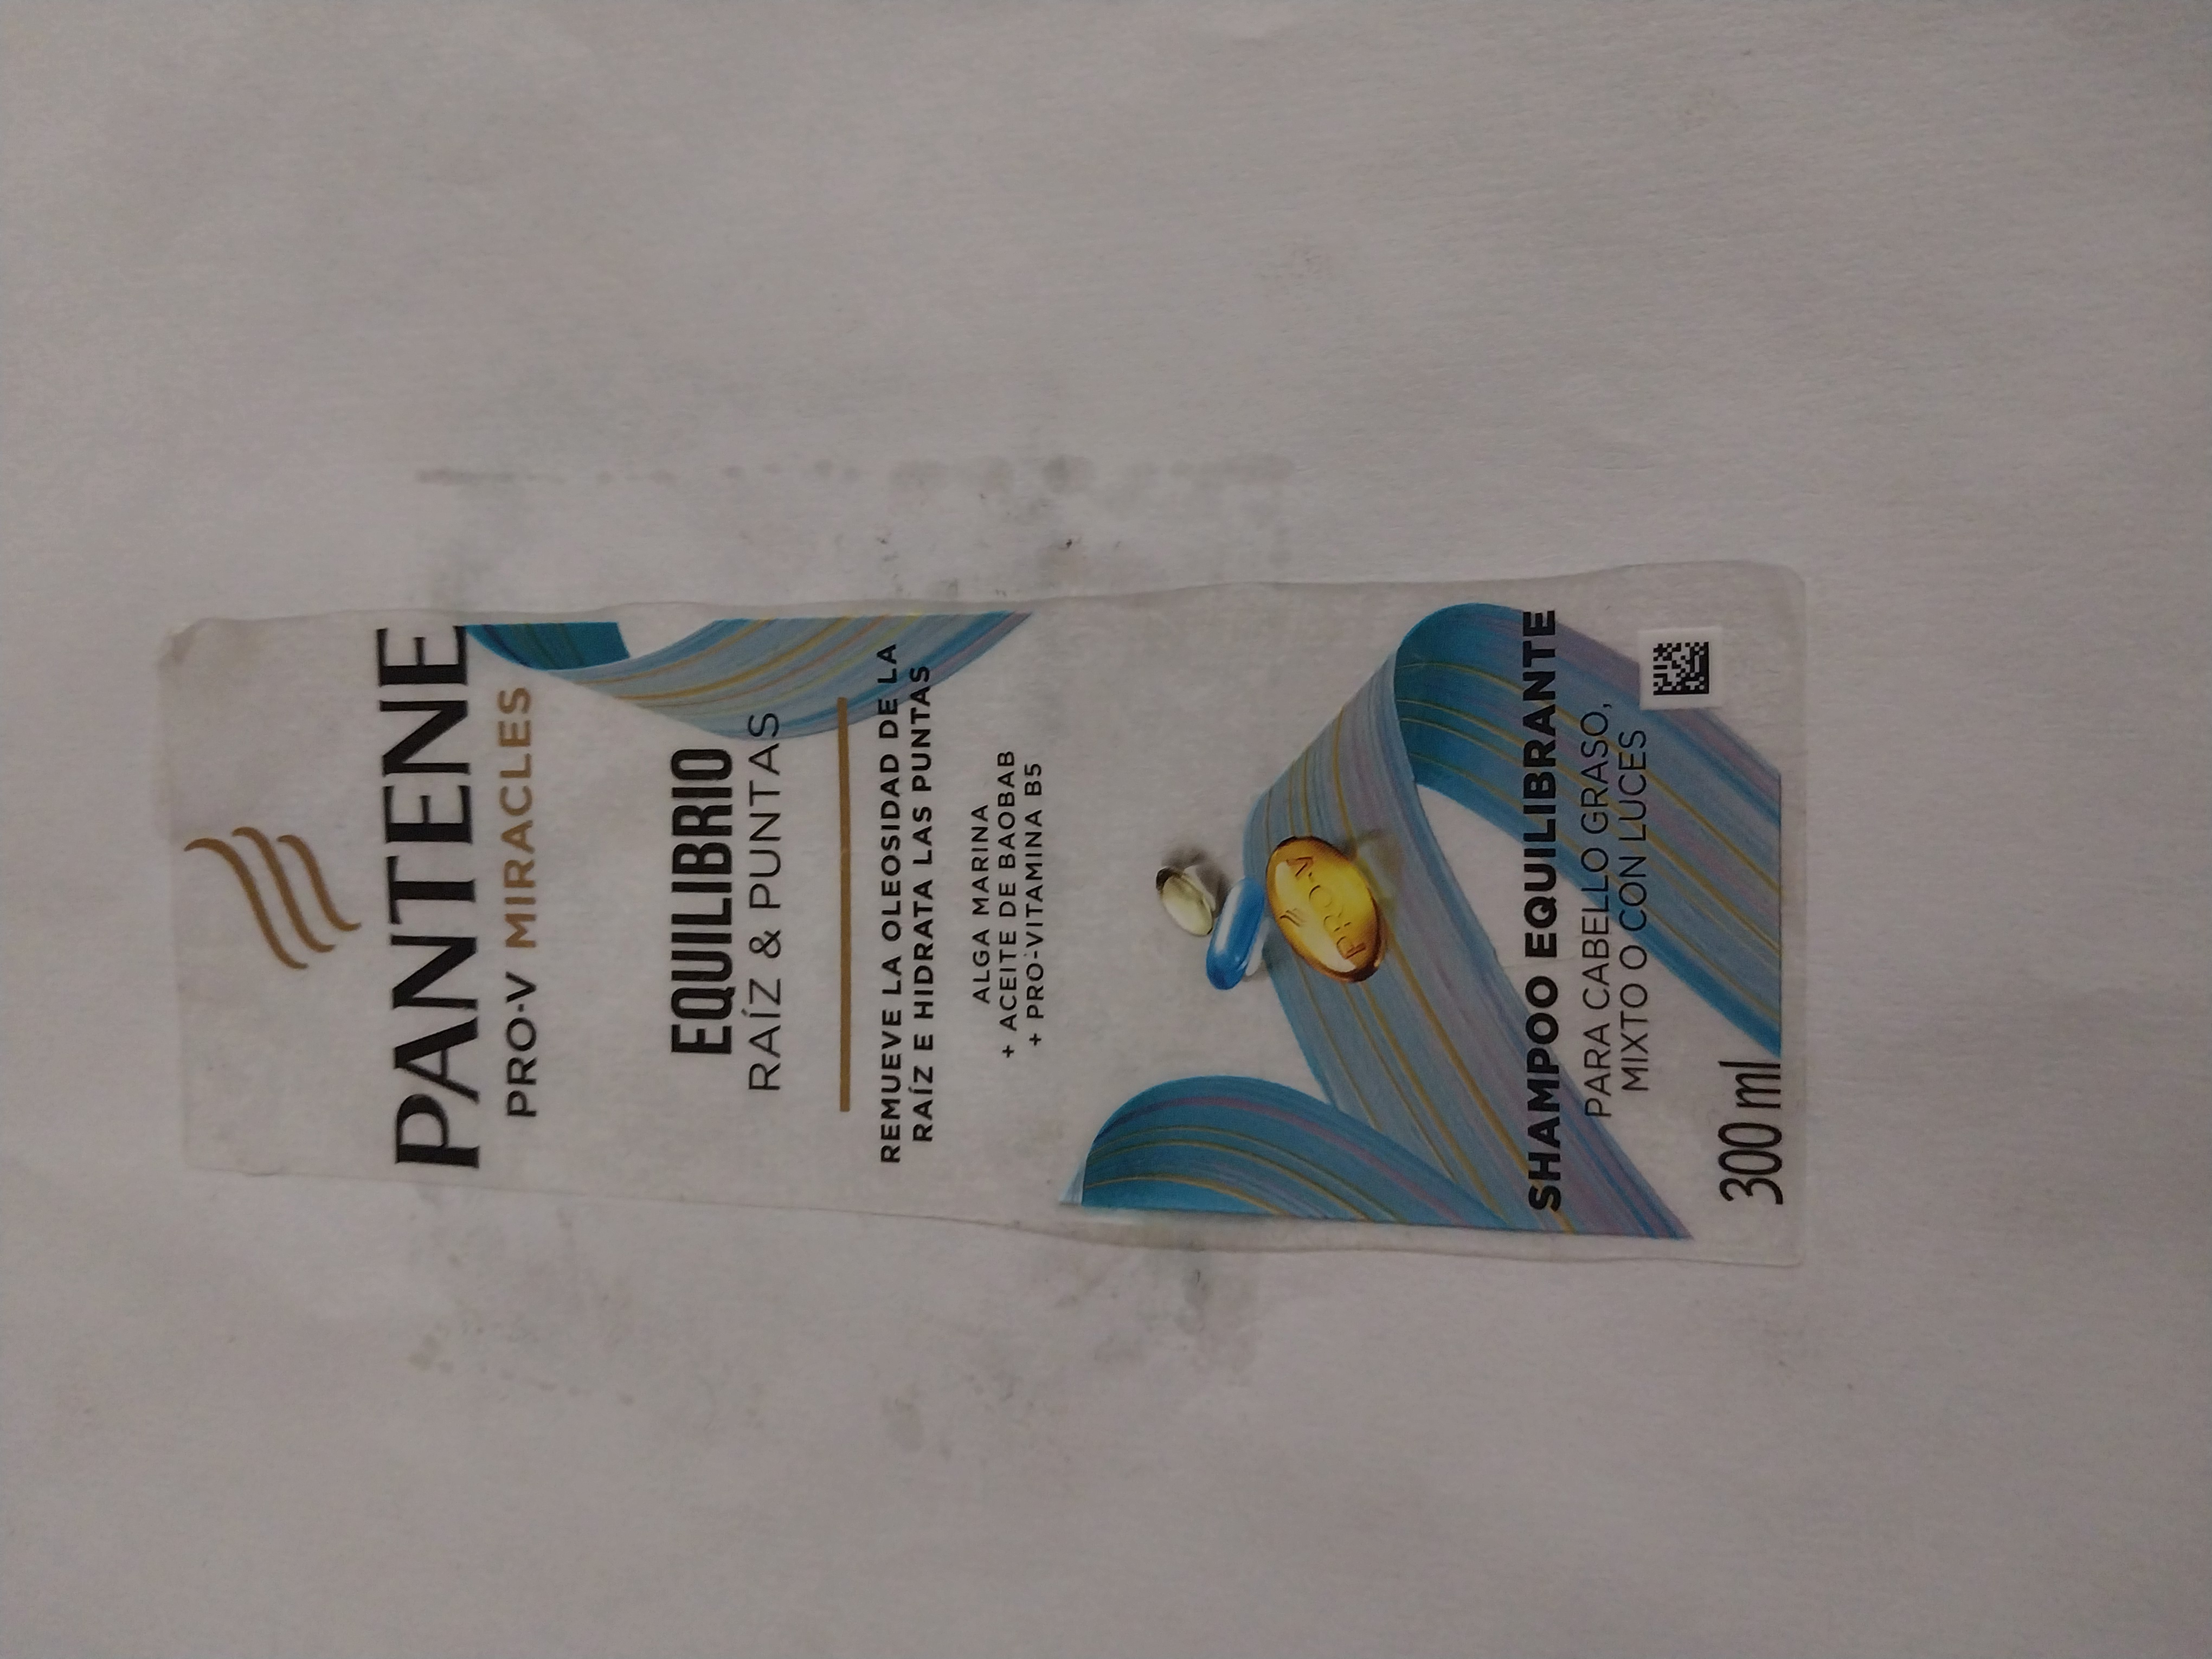 PANTENE
PRO-V MIRACLES
EQUILIBRIO
RAÍZ & PUNTAS
REMUEVE LA OLEOSIDAD DE LA
RAÍZ E HIDRATA LAS PUNTAS
ALGA MARINA
+ ACEITE DE BAOBAB
+ PRO-VITAMINA B5
PRO-V
SHAMPOO EQUILIBRANTE
PARA CABELLO GRASO,
MIXTO O CON LUCES
300 ml